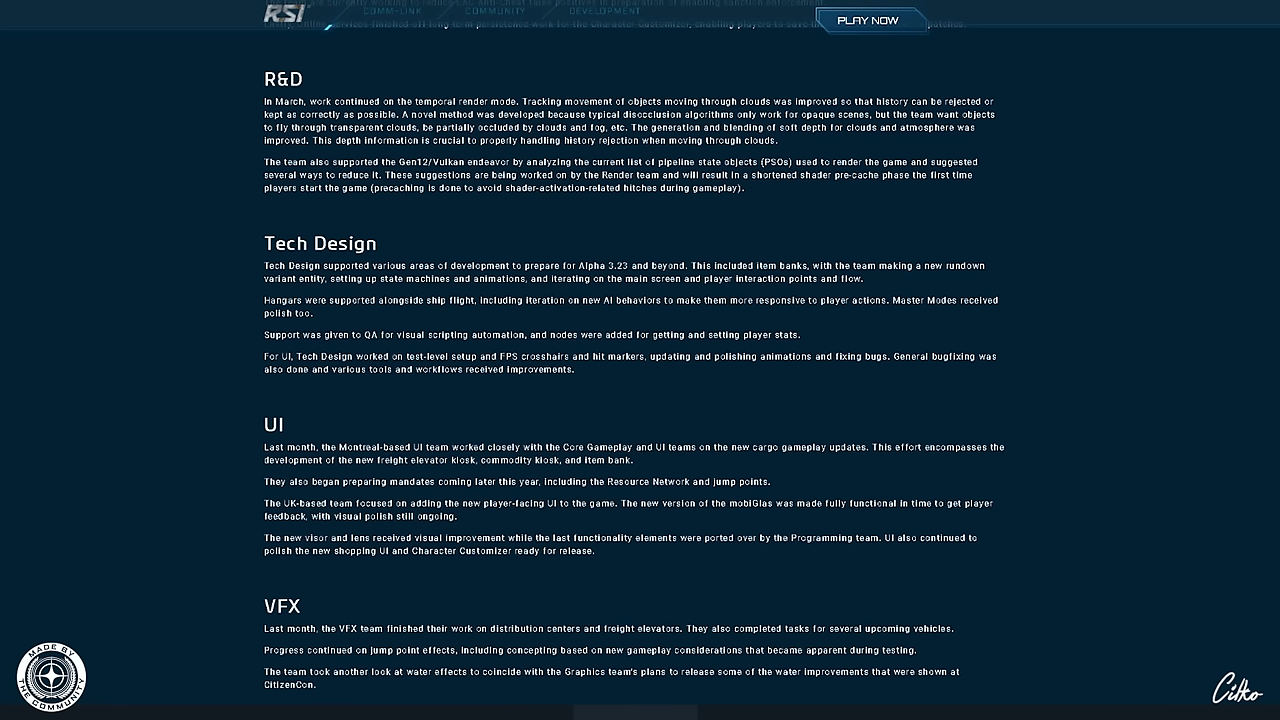 RSI
COMM-LINK
COMMUNITY
DEVELOPMENT
PLAY NOW
R&D
In March, work continued on the temporal render mode. Tracking movement of objects moving through clouds was improved so that history can be rejected or
kept as correctly as possible. A novel method was developed because typical disocclusion algorithms only work for opaque scenes, but the team want objects
to fly through transparent clouds, be partially occluded by clouds and fog, etc. The generation and blending of soft depth for clouds and atmosphere was
improved. This depth information is crucial to properly handling history rejection when moving through clouds.
The team also supported the Gen12/Vulkan endeavor by analyzing the current list of pipeline state objects (PSOs) used to render the game and suggested
several ways to reduce it. These suggestions are being worked on by the Render team and will result in a shortened shader pre-cache phase the first time
players start the game (precaching is done to avoid shader-activation-related hitches during gameplay).
Tech Design
Tech Design supported various areas of development to prepare for Alpha 3.23 and beyond. This included item banks, with the team making a new rundown
variant entity, setting up state machines and animations, and iterating on the main screen and player interaction points and flow.
Hangars were supported alongside ship flight, including iteration on new AI behaviors to make them more responsive to player actions. Master Modes received
polish too.
Support was given to QA for visual scripting automation, and nodes were added for getting and setting player stats.
For UI, Tech Design worked on test-level setup and FPS crosshairs and hit markers, updating and polishing animations and fixing bugs. General bugfixing was
also done and various tools and workflows received improvements.
UI
Last month, the Montreal-based UI team worked closely with the Core Gameplay and UI teams on the new cargo gameplay updates. This effort encompasses the
development of the new freight elevator kiosk, commodity kiosk, and item bank.
They also began preparing mandates coming later this year, including the Resource Network and jump points.
The UK-based team focused on adding the new player-facing UI to the game. The new version of the mobiGlas was made fully functional in time to get player
feedback, with visual polish still ongoing.
The new visor and lens received visual improvement while the last functionality elements were ported over by the Programming team. UI also continued to
polish the new shopping UI and Character Customizer ready for release.
VFX
Last month, the VFX team finished their work on distribution centers and freight elevators. They also completed tasks for several upcoming vehicles.
Progress continued on jump point effects, including concepting based on new gameplay considerations that became apparent during testing.
The team took another look at water effects to coincide with the Graphics team's plans to release some of the water improvements that were shown at
CitizenCon.
MADE BY
THE COMMUNITY